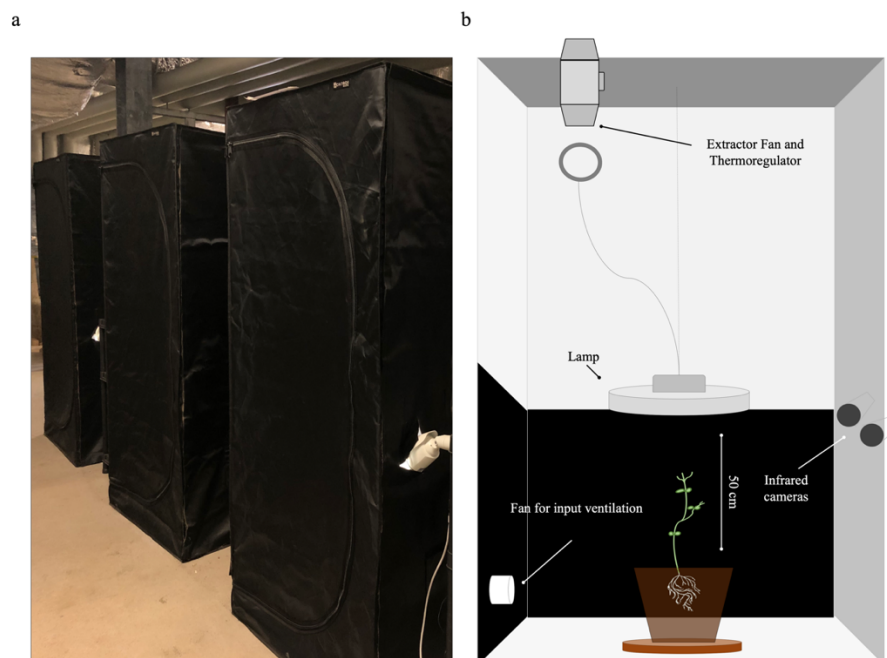 a
b
Extractor Fan and
Thermoregulator
Lamp
50 cm
Fan for input ventilation
Infrared
cameras